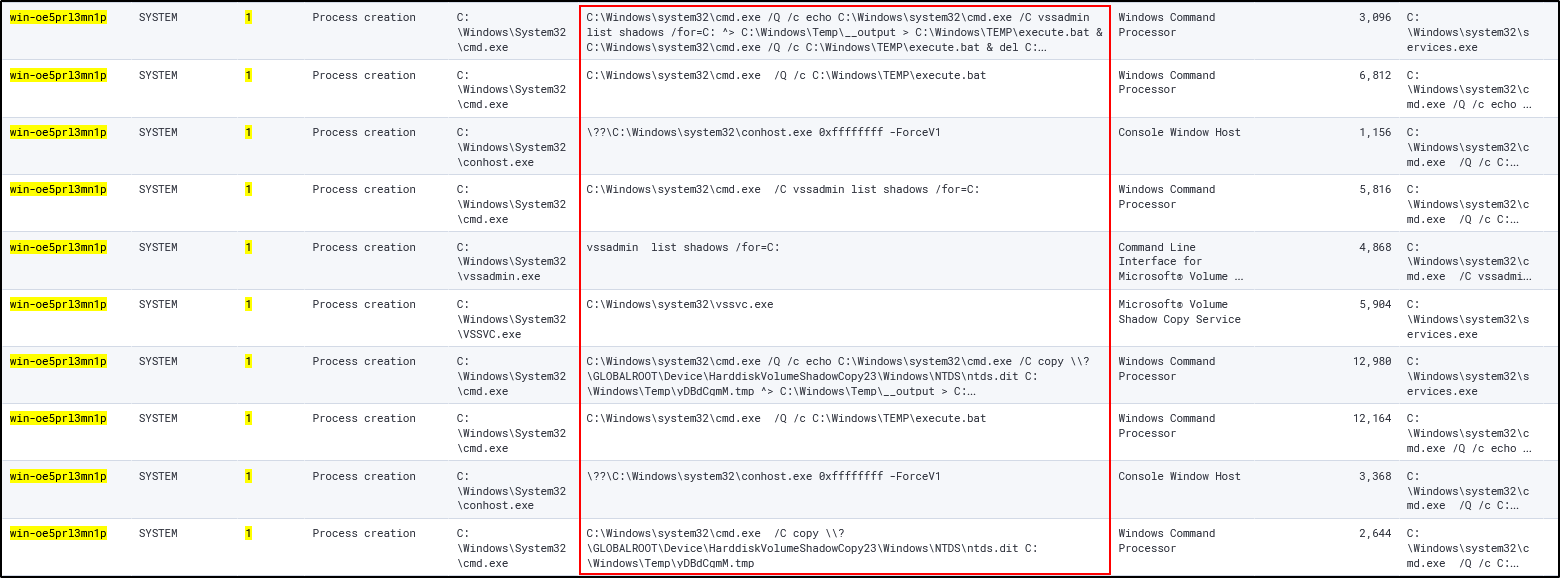 win-oe5prl3mn1p SYSTEM 1 Process creation C: C:\Windows\system32\cmd.exe /Q /c echo C:\Windows\system32\cmd.exe /C vssadmin Windows Command 3,096 C:
\Windows\System32 list shadows /for=C: ^> C:\Windows\Temp\__output > C:\Windows\TEMP\execute.bat & Processor \Windows\system32\s
\cmd.exe C:\Windows\system32\cmd.exe /Q /c C:\Windows\TEMP\execute.bat & del C:… ervices.exe
win-oe5prl3mn1p SYSTEM 1 Process creation C: C:\Windows\system32\cmd.exe  /Q /c C:\Windows\TEMP\execute.bat Windows Command 6,812 C:
\Windows\System32 Processor \Windows\system32\c
\cmd.exe md.exe /Q /c echo …
win-oe5prl3mn1p SYSTEM 1 Process creation C: \??\C:\Windows\system32\conhost.exe 0xffffffff -ForceV1 Console Window Host 1,156 C:
\Windows\System32 \Windows\system32\c
\conhost.exe md.exe  /Q /c C:…
win-oe5prl3mn1p SYSTEM 1 Process creation C: C:\Windows\system32\cmd.exe  /C vssadmin list shadows /for=C: Windows Command 5,816 C:
\Windows\System32 Processor \Windows\system32\c
\cmd.exe md.exe  /Q /c C:…
win-oe5prl3mn1p SYSTEM 1 Process creation C: vssadmin  list shadows /for=C: Command Line 4,868 C:
\Windows\System32 Interface for \Windows\system32\c
\vssadmin.exe Microsoft® Volume … md.exe  /C vssadmi…
win-oe5prl3mn1p SYSTEM 1 Process creation C: C:\Windows\system32\vssvc.exe Microsoft® Volume 5,904 C:
\Windows\System32 Shadow Copy Service \Windows\system32\s
\VSSVC.exe ervices.exe
win-oe5prl3mn1p SYSTEM 1 Process creation C: C:\Windows\system32\cmd.exe /Q /c echo C:\Windows\system32\cmd.exe /C copy \\? Windows Command 12,980 C:
\Windows\System32 \GLOBALROOT\Device\HarddiskVolumeShadowCopy23\Windows\NTDS\ntds.dit C: Processor \Windows\system32\s
\cmd.exe \Windows\Temp\yDBdCgmM.tmp ^> C:\Windows\Temp\__output > C:… ervices.exe
win-oe5prl3mn1p SYSTEM 1 Process creation C: C:\Windows\system32\cmd.exe  /Q /c C:\Windows\TEMP\execute.bat Windows Command 12,164 C:
\Windows\System32 Processor \Windows\system32\c
\cmd.exe md.exe /Q /c echo …
win-oe5prl3mn1p SYSTEM 1 Process creation C: \??\C:\Windows\system32\conhost.exe 0xffffffff -ForceV1 Console Window Host 3,368 C:
\Windows\System32 \Windows\system32\c
\conhost.exe md.exe  /Q /c C:…
win-oe5prl3mn1p SYSTEM 1 Process creation C: C:\Windows\system32\cmd.exe  /C copy \\? Windows Command 2,644 C:
\Windows\System32 \GLOBALROOT\Device\HarddiskVolumeShadowCopy23\Windows\NTDS\ntds.dit C: Processor \Windows\system32\c
\cmd.exe \Windows\Temp\yDBdCgmM.tmp md.exe  /Q /c C:…